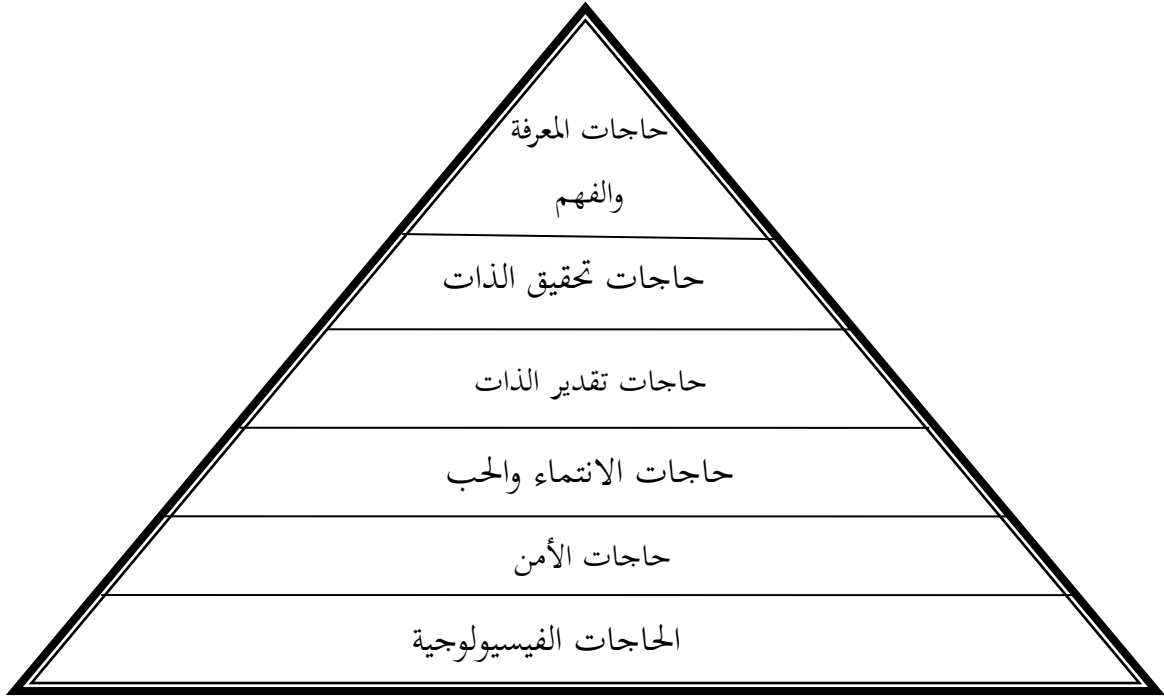 حاجات المعرفة
والفهم
حاجات تحقيق الذات
حاجات تقدير الذات
حاجات الانتماء والحب
حاجات الأمن
الحاجات الفيسيولوجية